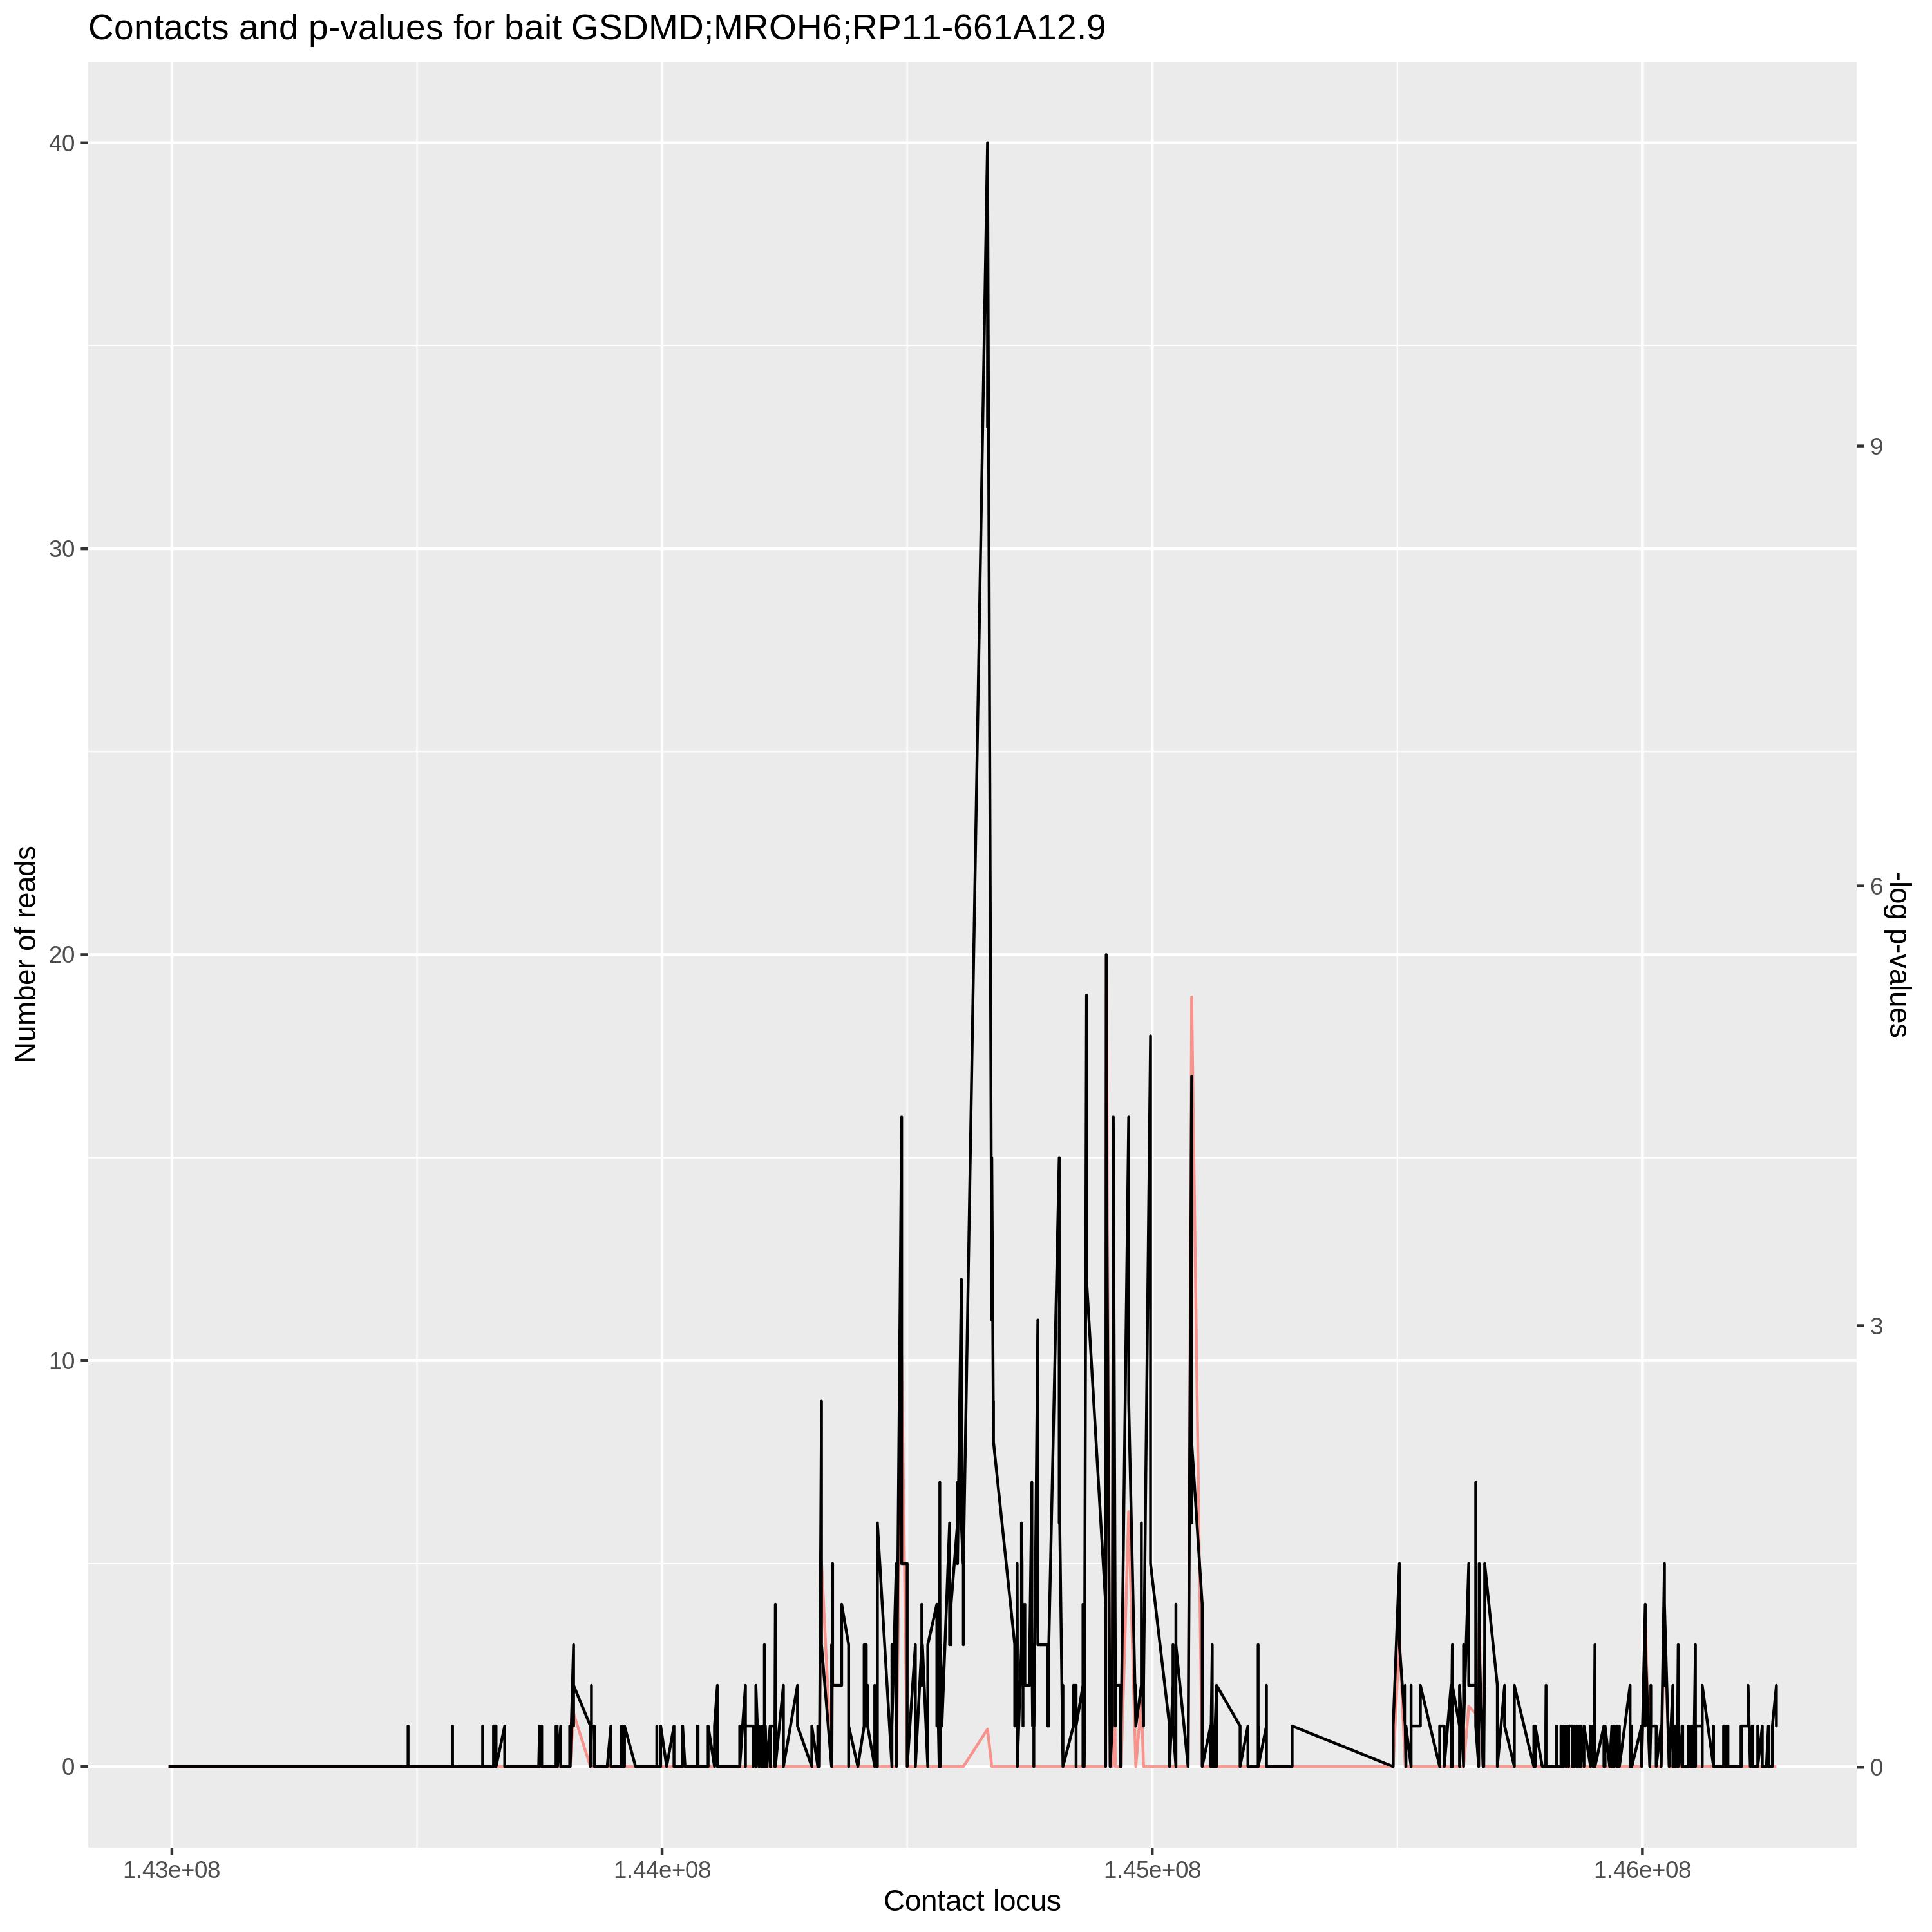 Contacts and p-values for bait GSDMD;MROH6;RP11-661A12.9
40
30
20
10
0
Number of reads
9
6
3
0
-log p-values
1.43e+08
1.44e+08
1.45e+08
1.46e+08
Contact locus